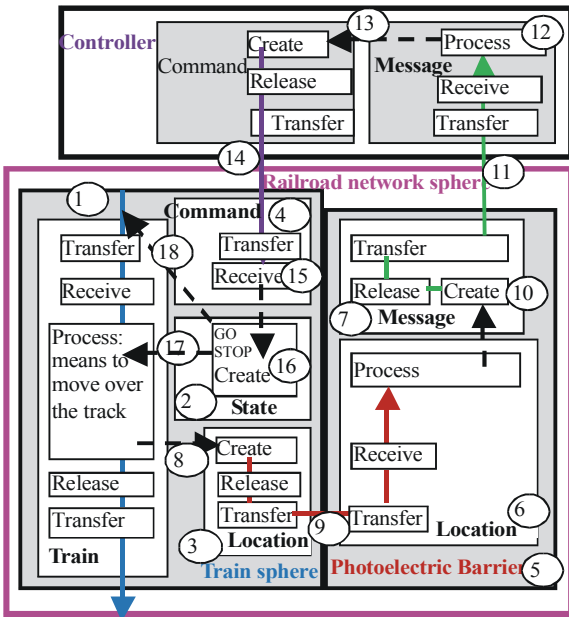 13
12
Controller
Create
Process
Command
Message
Release
Receive
Transfer
Transfer
14
11
Railroad network sphere
1
Command
4
Transfer
18
Transfer
Transfer
Receive
15
Receive
Release
Create
10
7
Message
Process:
means to
move over
the track
17
GO
STOP
Create
16
2
State
Process
8
Create
Receive
Release
Release
Transfer
Transfer
9
Transfer
6
3
Location
Location
Train
Train sphere
Photoelectric Barrier
5